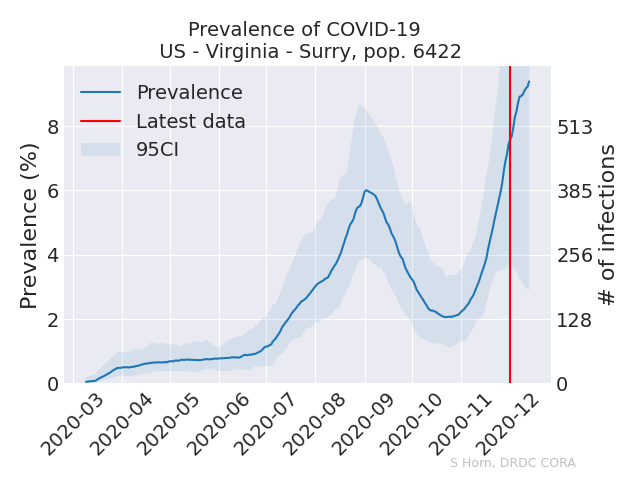 Prevalence of COVID-19
US - Virginia - Surry, pop. 6422
Prevalence
Latest data
95CI
Prevalence (%)
8
6
4
2
0
513
385
256
128
0
# of infections
2020-03
2020-04
2020-05
2020-06
2020-07
2020-08
2020-09
2020-10
2020-11
2020-12
S Horn, DRDC CORA